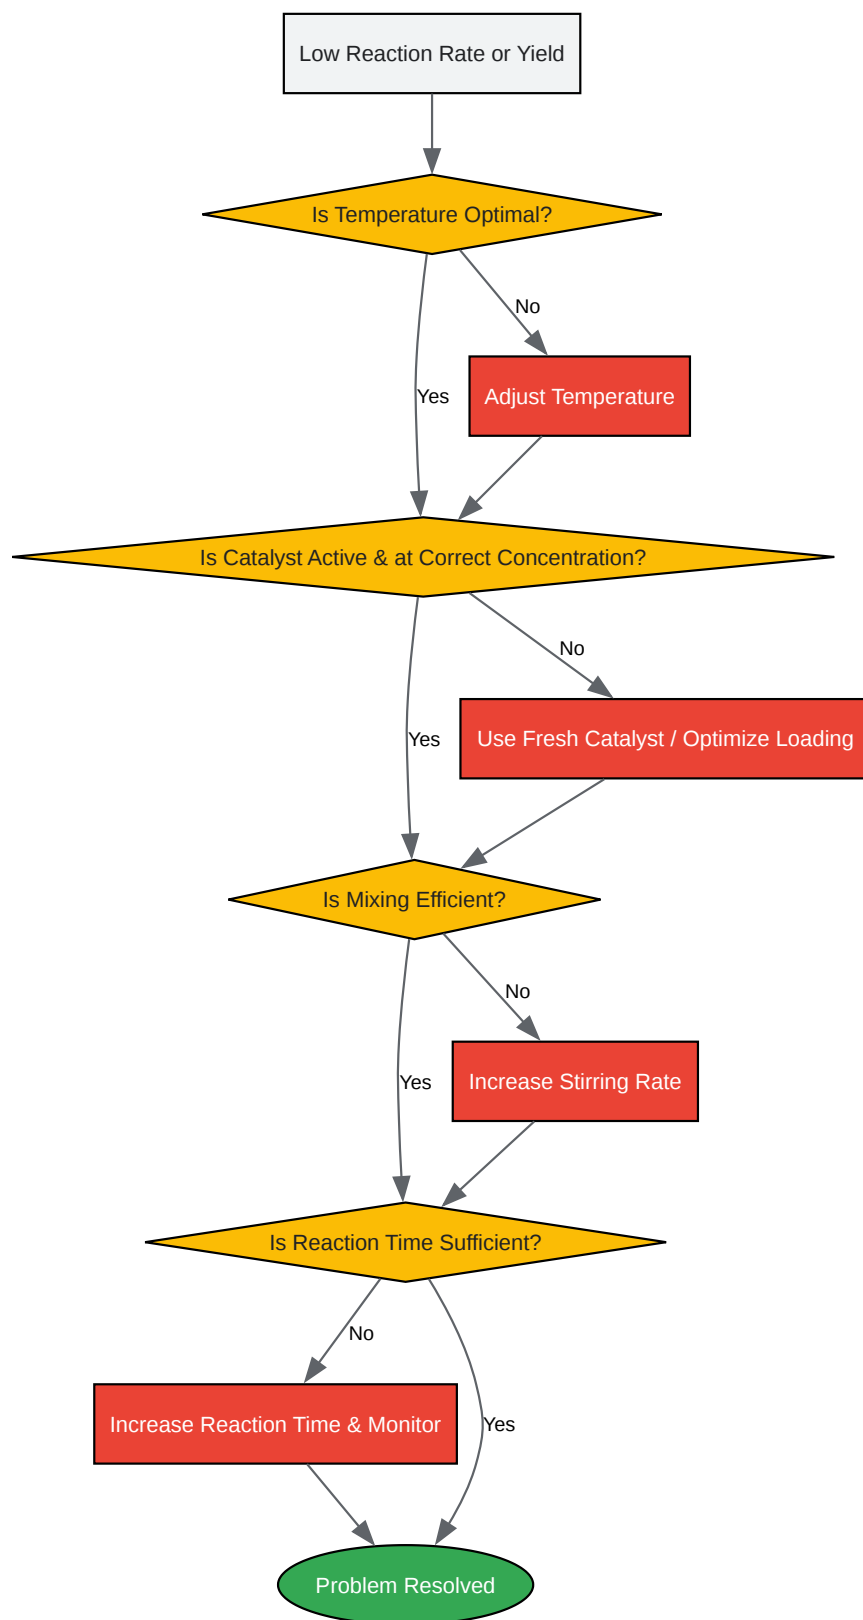 Low Reaction Rate or Yield
Is Temperature Optimal?
No
Yes
Adjust Temperature
Is Catalyst Active & at Correct Concentration?
No
Yes
Use Fresh Catalyst / Optimize Loading
Is Mixing Efficient?
No
Yes
Increase Stirring Rate
Is Reaction Time Sufficient?
No
Increase Reaction Time & Monitor
Yes
Problem Resolved